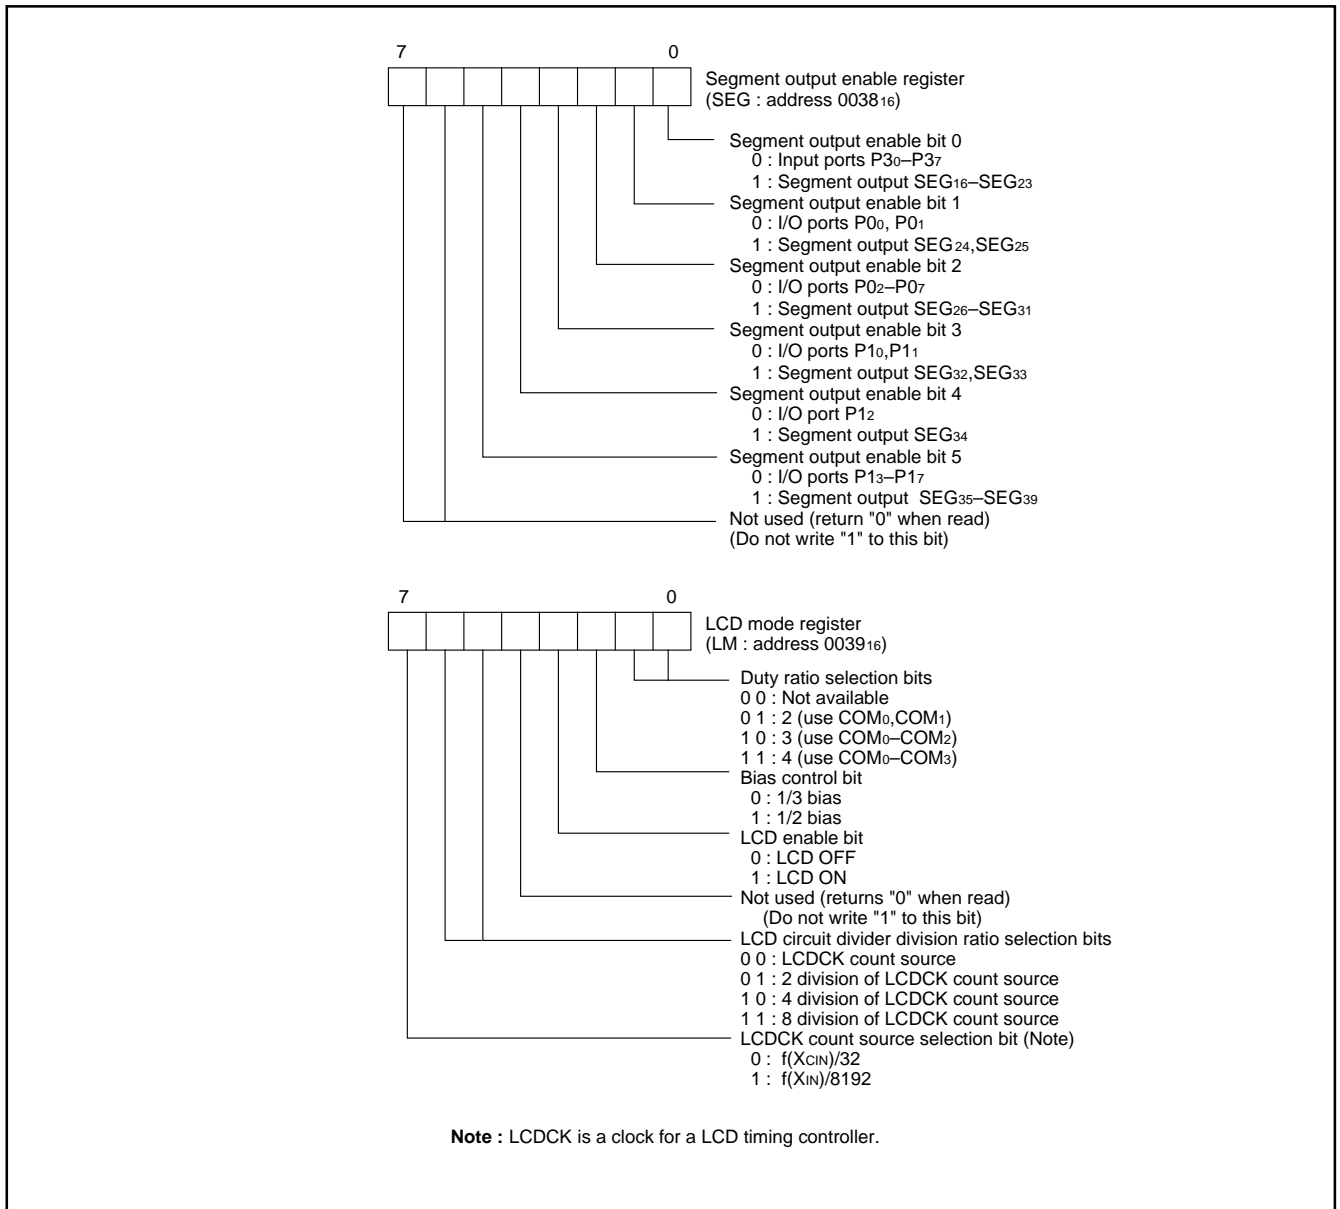 7 0
Segment output enable register
(SEG : address 003816)
Segment output enable bit 0
0 : Input ports P30–P37
1 : Segment output SEG16–SEG23
Segment output enable bit 1
0 : I/O ports P00, P01
1 : Segment output SEG24,SEG25
Segment output enable bit 2
0 : I/O ports P02–P07
1 : Segment output SEG26–SEG31
Segment output enable bit 3
0 : I/O ports P10,P11
1 : Segment output SEG32,SEG33
Segment output enable bit 4
0 : I/O port P12
1 : Segment output SEG34
Segment output enable bit 5
0 : I/O ports P13–P17
1 : Segment output SEG35–SEG39
Not used (return "0" when read)
(Do not write "1" to this bit)
7 0
LCD mode register
(LM : address 003916)
Duty ratio selection bits
0 0 : Not available
0 1 : 2 (use COM0,COM1)
1 0 : 3 (use COM0–COM2)
1 1 : 4 (use COM0–COM3)
Bias control bit
0 : 1/3 bias
1 : 1/2 bias
LCD enable bit
0 : LCD OFF
1 : LCD ON
Not used (returns "0" when read)
(Do not write "1" to this bit)
LCD circuit divider division ratio selection bits
0 0 : LCDCK count source
0 1 : 2 division of LCDCK count source
1 0 : 4 division of LCDCK count source
1 1 : 8 division of LCDCK count source
LCDCK count source selection bit (Note)
0 : f(XCIN)/32
1 : f(XIN)/8192
Note : LCDCK is a clock for a LCD timing controller.